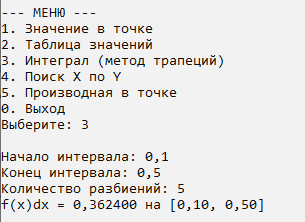 --- МЕНЮ ---
1. Значение в точке
2. Таблица значений
3. Интеграл (метод трапеций)
4. Поиск X по Y
5. Производная в точке
0. Выход
Выберите: 3
Начало интервала: 0,1
Конец интервала: 0,5
Количество разбиений: 5
f(x)dx = 0,362400 на [0,10, 0,50]